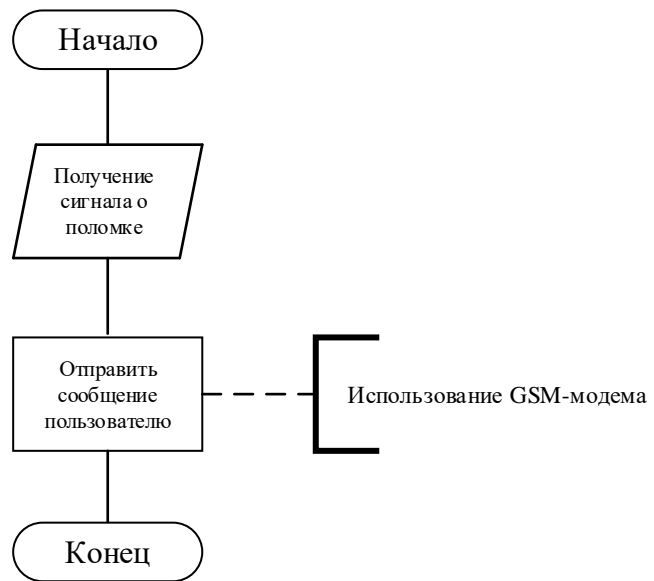 Начало
Получение
сигнала о
поломке
Отправить
сообщение
пользователю
Использование GSM-модема
Конец